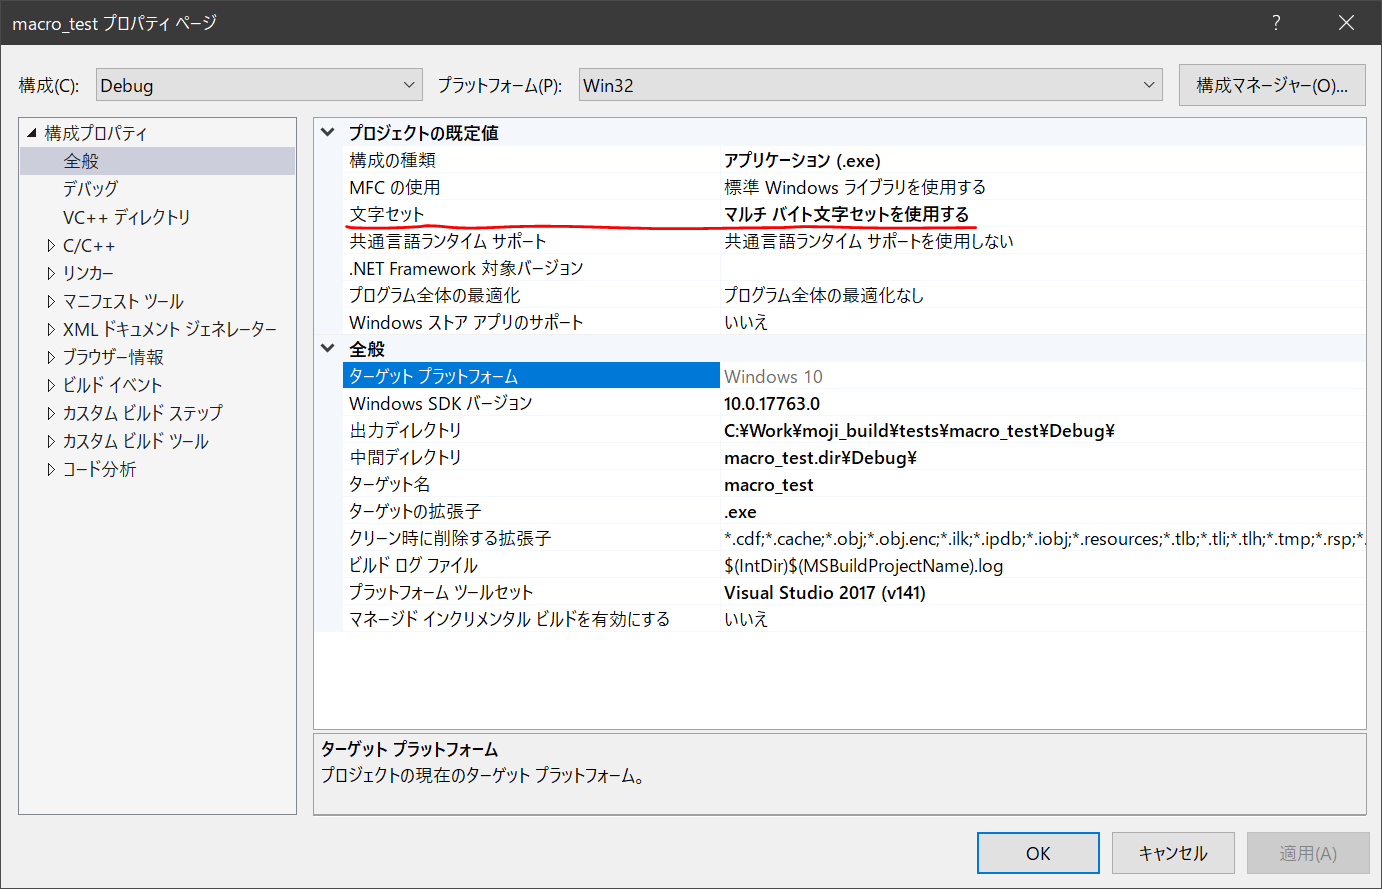 macro_test プロパティ ページ
?
構成(C): Debug プラットフォーム(P): Win32 構成マネージャー(O)...
構成プロパティ
全般
デバッグ
VC++ ディレクトリ
C/C++
リンカー
マニフェスト ツール
XML ドキュメント ジェネレーター
ブラウザー情報
ビルド イベント
カスタム ビルド ステップ
カスタム ビルド ツール
コード分析
プロジェクトの既定値
構成の種類 アプリケーション (.exe)
MFC の使用 標準 Windows ライブラリを使用する
文字セット マルチ バイト文字セットを使用する
共通言語ランタイム サポート 共通言語ランタイム サポートを使用しない
.NET Framework 対象バージョン
プログラム全体の最適化 プログラム全体の最適化なし
Windows ストア アプリのサポート いいえ
全般
ターゲット プラットフォーム Windows 10
Windows SDK バージョン 10.0.17763.0
出力ディレクトリ C:¥Work¥moji_build¥tests¥macro_test¥Debug¥
中間ディレクトリ macro_test.dir¥Debug¥
ターゲット名 macro_test
ターゲットの拡張子 .exe
クリーン時に削除する拡張子 *.cdf;*.cache;*.obj;*.obj.enc;*.ilk;*.ipdb;*.iobj;*.resources;*.tlb;*.tli;*.tlh;*.tmp;*.rsp;*.
ビルド ログ ファイル $(IntDir)$(MSBuildProjectName).log
プラットフォーム ツールセット Visual Studio 2017 (v141)
マネージド インクリメンタル ビルドを有効にする いいえ
ターゲット プラットフォーム
プロジェクトの現在のターゲット プラットフォーム。
OK キャンセル 適用(A)